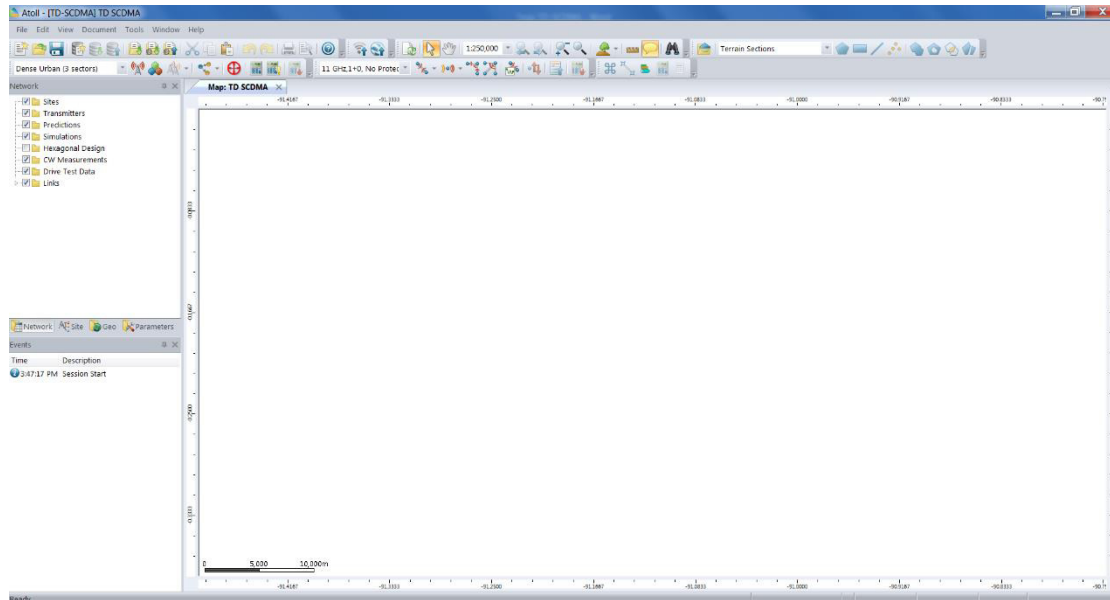 Atoll - [TD-SCDMA] TD SCDMA
File Edit View Document Tools Window Help
1:250,000
Terrain Sections
Dense Urban (3 sectors)
11 GHz,1+0, No Protec
Network
Map: TD SCDMA
Sites
Transmitters
Predictions
Simulations
Hexagonal Design
CW Measurements
Drive Test Data
Links
-91.4167 -91.3333 -91.2500 -91.1667 -91.0833 -91.0000 -90.9167 -90.8333
Network Site Geo Parameters
Events
Time Description
3:47:17 PM Session Start
0 5,000 10,000m
-91.4167 -91.3333 -91.2500 -91.1667 -91.0833 -91.0000 -90.9167 -90.8333
Ready